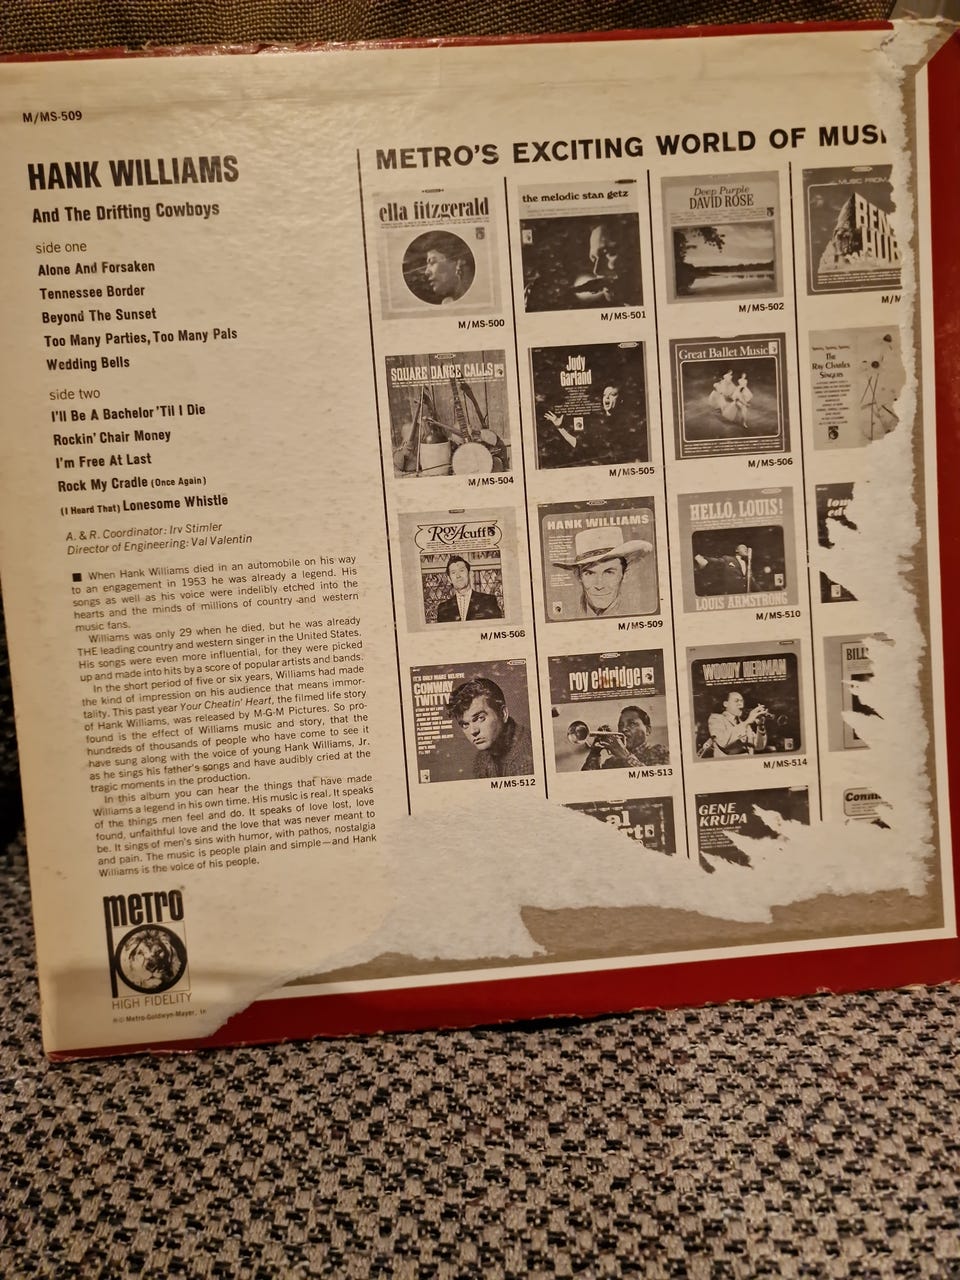 M/MS-509
HANK WILLIAMS
And The Drifting Cowboys
side one
Alone And Forsaken
Tennessee Border
Beyond The Sunset
Too Many Parties, Too Many Pals
Wedding Bells
side two
I'll Be A Bachelor 'Til I Die
Rockin' Chair Money
I'm Free At Last
Rock My Cradle (Once Again)
(I Heard That) Lonesome Whistle
A. & R. Coordinator: Irv Stimler
Director of Engineering: Val Valentin
■ When Hank Williams died in an automobile on his way
to an engagement in 1953 he was already a legend. His
songs as well as his voice were indelibly etched into the
hearts and the minds of millions of country and western
music fans.
Williams was only 29 when he died, but he was already
THE leading country and western singer in the United States.
His songs were even more influential, for they were picked
up and made into hits by a score of popular artists and bands.
In the short period of five or six years, Williams had made
the kind of impression on his audience that means immor-
tality. This past year Your Cheatin' Heart, the filmed life story
of Hank Williams, was released by M-G-M Pictures. So pro-
found is the effect of Williams music and story, that the
hundreds of thousands of people who have come to see it
have sung along with the voice of young Hank Williams, Jr.
as he sings his father's songs and have audibly cried at the
tragic moments in the production.
In this album you can hear the things that have made
Williams a legend in his own time. His music is real. It speaks
of the things men feel and do. It speaks of love lost, love
found, unfaithful love and the love that was never meant to
be. It sings of men's sins with humor, with pathos, nostalgia
and pain. The music is people plain and simple—and Hank
Williams is the voice of his people.
METRO
HIGH FIDELITY
Metro-Goldwyn-Mayer, In
METRO'S EXCITING WORLD OF MUSI
ella fitzgerald
M/MS-500
the melodic stan getz
M/MS-501
Deep Purple
DAVID ROSE
M/MS-502
MUSIC FROM
BEN
HUR
M/M
SQUARE DANCE CALLS
M/MS-504
Judy
Garland
M/MS-505
Great Ballet Music
M/MS-506
The
Ray Charles
Singers
Roy Acuff
M/MS-508
HANK WILLIAMS
M/MS-509
HELLO, LOUIS!
LOUIS ARMSTRONG
M/MS-510
IT'S ONLY MAKE BELIEVE
CONWAY
TWITTY
M/MS-512
roy eldridge
M/MS-513
WOODY HERMAN
M/MS-514
BILL
GENE
KRUPA